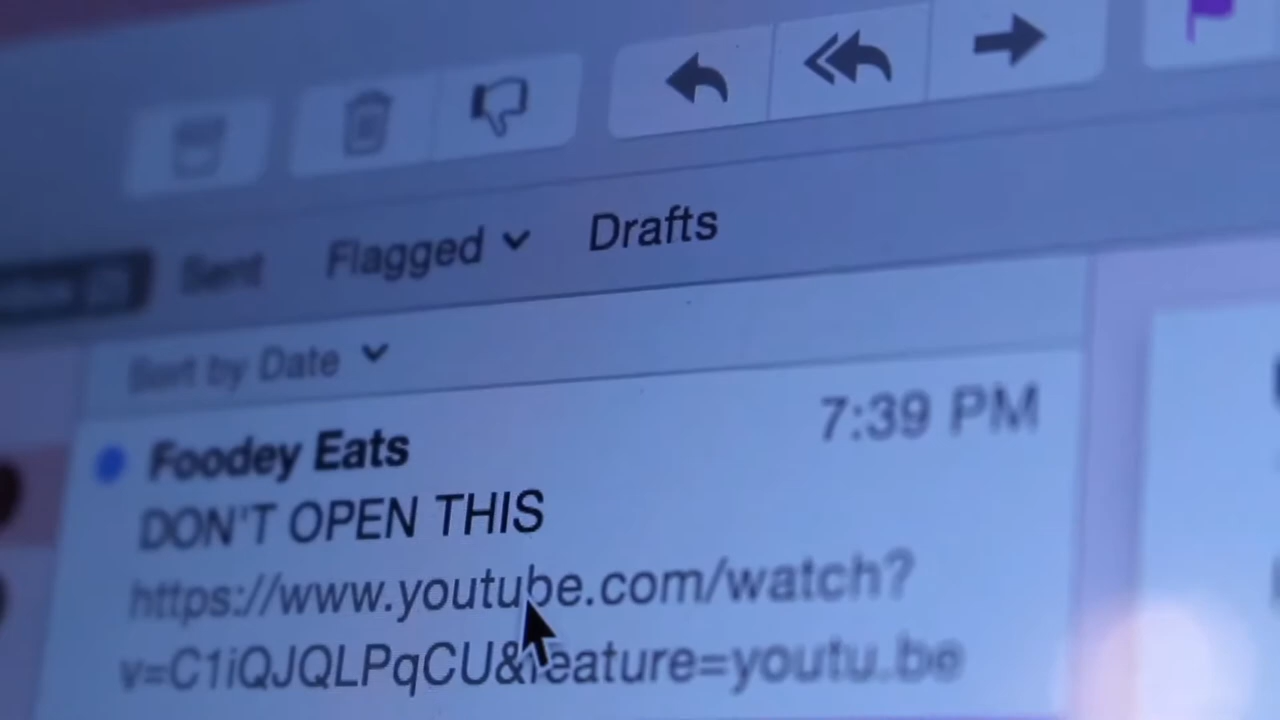 Sent Flagged Drafts
Sort by Date
Foodey Eats 7:39 PM
DON'T OPEN THIS
https://www.youtube.com/watch?
v=C1iQJQLPqCU&feature=youtu.be